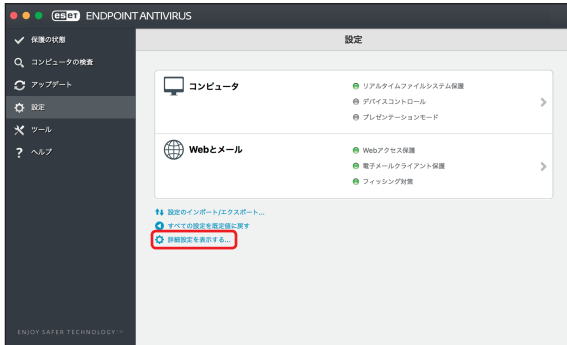 eset ENDPOINT ANTIVIRUS
保護の状態
コンピュータの検査
アップデート
設定
ツール
? ヘルプ
設定
コンピュータ
リアルタイムファイルシステム保護
デバイスコントロール
プレゼンテーションモード
Webとメール
Webアクセス保護
電子メールクライアント保護
フィッシング対策
設定のインポート/エクスポート...
すべての設定を既定値に戻す
詳細設定を表示する...
ENJOY SAFER TECHNOLOGY™